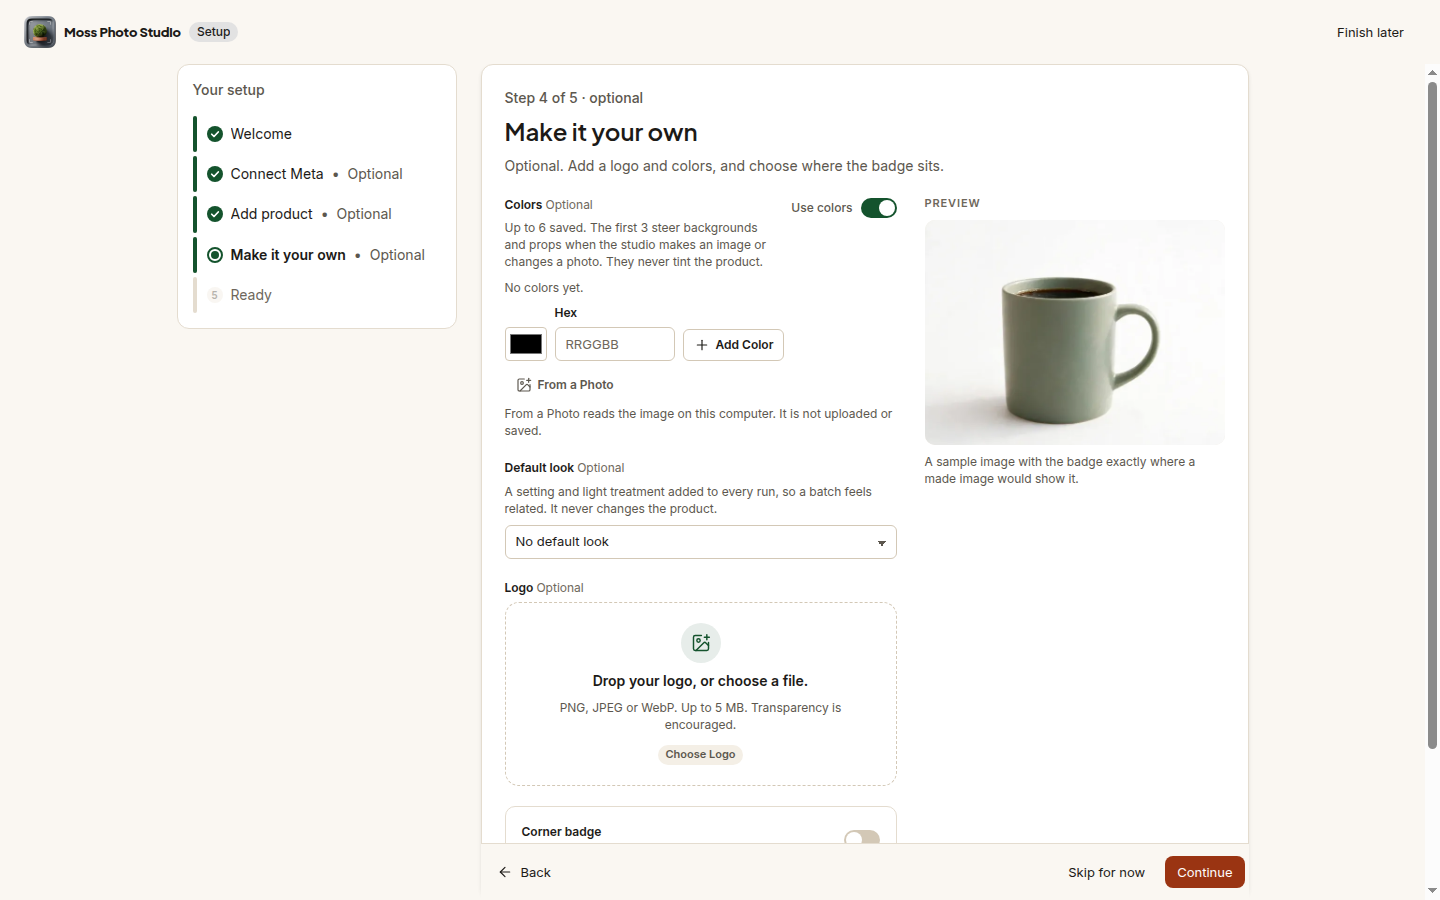 Moss Photo Studio
Setup
Finish later
Your setup
Welcome
Connect Meta • Optional
Add product • Optional
Make it your own • Optional
5 Ready
Step 4 of 5 · optional
Make it your own
Optional. Add a logo and colors, and choose where the badge sits.
Colors Optional
Use colors
Up to 6 saved. The first 3 steer backgrounds
and props when the studio makes an image or
changes a photo. They never tint the product.
No colors yet.
Hex
RRGGBB
Add Color
From a Photo
From a Photo reads the image on this computer. It is not uploaded or
saved.
Default look Optional
A setting and light treatment added to every run, so a batch feels
related. It never changes the product.
No default look
Logo Optional
Drop your logo, or choose a file.
PNG, JPEG or WebP. Up to 5 MB. Transparency is
encouraged.
Choose Logo
Corner badge
PREVIEW
A sample image with the badge exactly where a
made image would show it.
Back
Skip for now
Continue